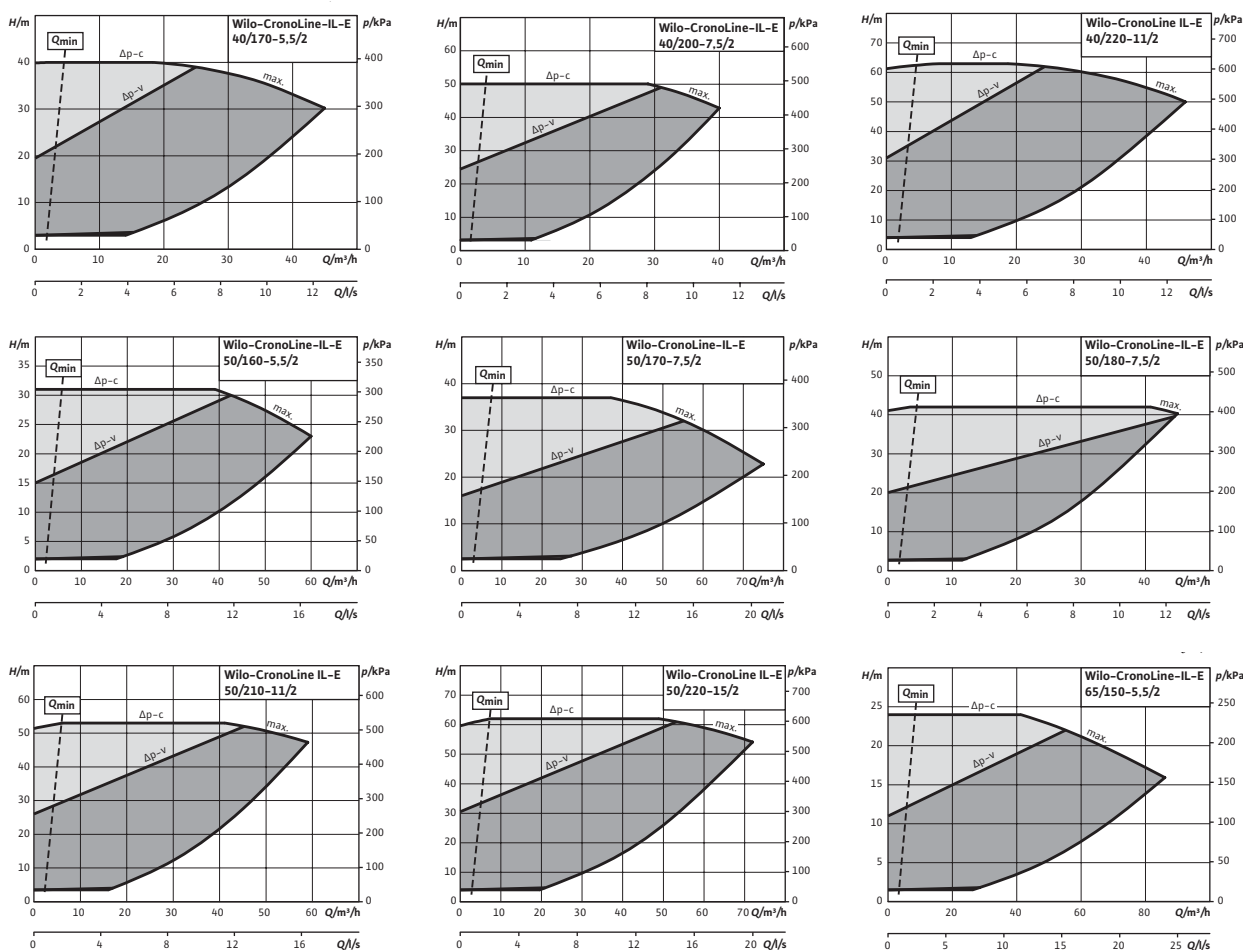 H/m
Wilo-CronoLine-IL-E
40/170-5,5/2
p/kPa
Qmin
Δp-c
Δp-v
max.
40
30
20
10
0
400
300
200
100
0
0 10 20 30 40 Q/m³/h
0 2 4 6 8 10 12 Q/l/s
H/m
Wilo-CronoLine-IL-E
40/200-7,5/2
p/kPa
Qmin
Δp-c
Δp-v
max.
60
50
40
30
20
10
0
600
500
400
300
200
100
0
0 10 20 30 40 Q/m³/h
0 2 4 6 8 10 12 Q/l/s
H/m
Wilo-CronoLine IL-E
40/220-11/2
p/kPa
Qmin
Δp-c
Δp-v
max.
70
60
50
40
30
20
10
0
700
600
500
400
300
200
100
0
0 10 20 30 40 Q/m³/h
0 2 4 6 8 10 12 Q/l/s
H/m
Wilo-CronoLine-IL-E
50/160-5,5/2
p/kPa
Qmin
Δp-c
Δp-v
max.
35
30
25
20
15
10
5
0
350
300
250
200
150
100
50
0
0 10 20 30 40 50 60 Q/m³/h
0 4 8 12 16 Q/l/s
H/m
Wilo-CronoLine-IL-E
50/170-7,5/2
p/kPa
Qmin
Δp-c
Δp-v
max.
40
30
20
10
0
400
300
200
100
0
0 10 20 30 40 50 60 70 Q/m³/h
0 4 8 12 16 20 Q/l/s
H/m
Wilo-CronoLine-IL-E
50/180-7,5/2
p/kPa
Qmin
Δp-c
Δp-v
max.
50
40
30
20
10
0
500
400
300
200
100
0
0 10 20 30 40 Q/m³/h
0 2 4 6 8 10 12 Q/l/s
H/m
Wilo-CronoLine IL-E
50/210-11/2
p/kPa
Qmin
Δp-c
Δp-v
max.
60
50
40
30
20
10
0
600
500
400
300
200
100
0
0 10 20 30 40 50 60 Q/m³/h
0 4 8 12 16 Q/l/s
H/m
Wilo-CronoLine IL-E
50/220-15/2
p/kPa
Qmin
Δp-c
Δp-v
max.
70
60
50
40
30
20
10
0
700
600
500
400
300
200
100
0
0 10 20 30 40 50 60 70 Q/m³/h
0 4 8 12 16 20 Q/l/s
H/m
Wilo-CronoLine IL-E
65/150-5,5/2
p/kPa
Qmin
Δp-c
Δp-v
max.
25
20
15
10
5
0
250
200
150
100
50
0
0 20 40 60 80 Q/m³/h
0 5 10 15 20 25 Q/l/s